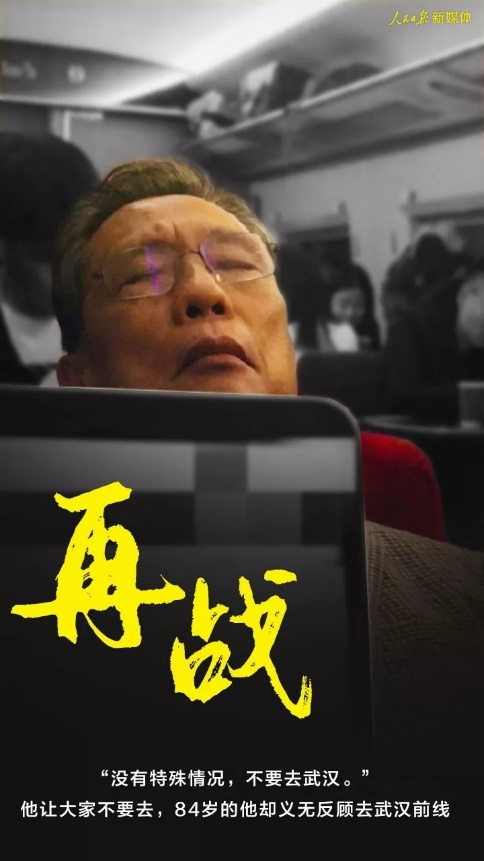 人民日报 新媒体
再战
“没有特殊情况，不要去武汉。”
他让大家不要去，84岁的他却义无反顾去武汉前线